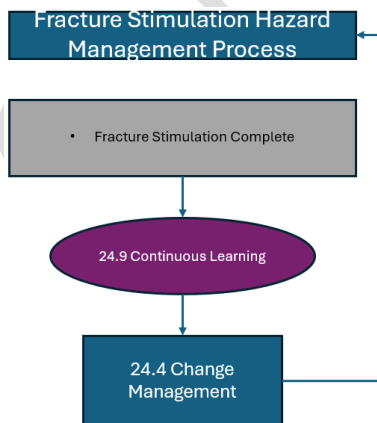 Fracture Stimulation Hazard
Management Process
• Fracture Stimulation Complete
24.9 Continuous Learning
24.4 Change
Management